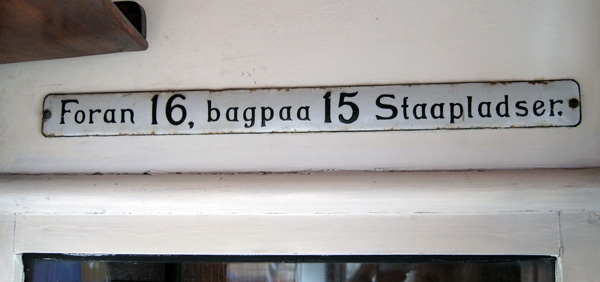 Foran 16, bagpaa 15 Staapladser.